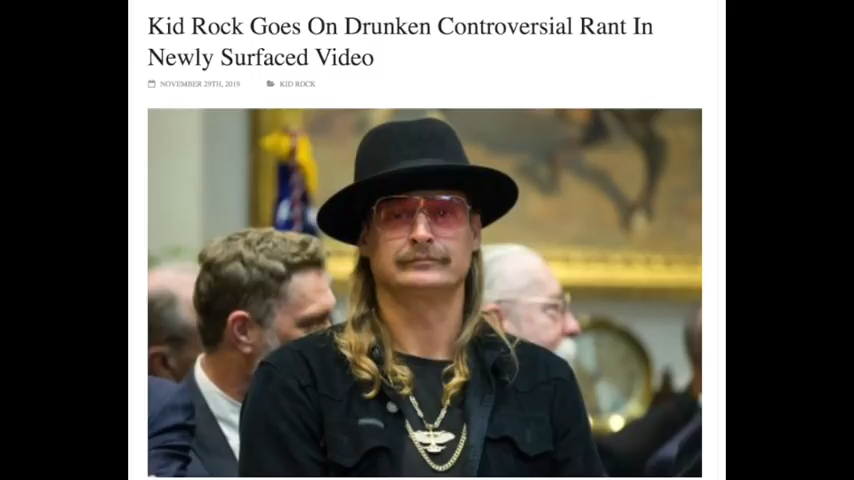 Kid Rock Goes On Drunken Controversial Rant In
Newly Surfaced Video
NOVEMBER 29TH, 2019 KID ROCK